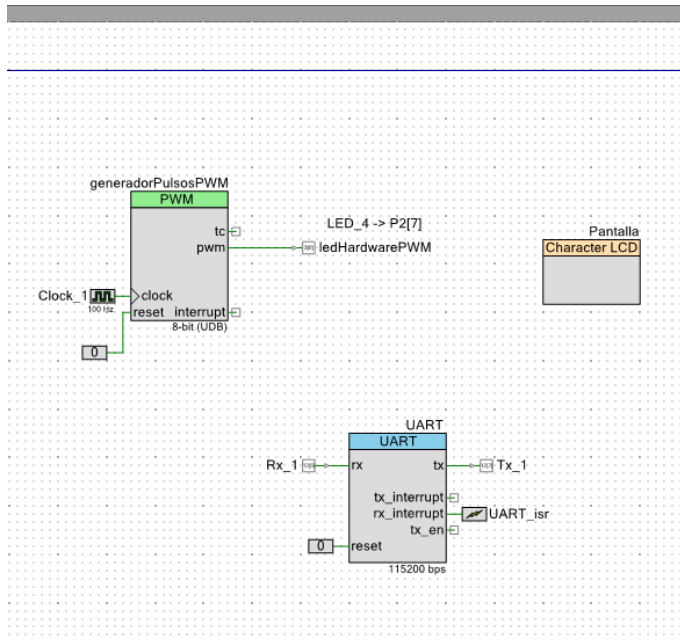 generadorPulsosPWM
PWM
tc
pwm
LED_4 -> P2[7]
ledHardwarePWM
Pantalla
Character LCD
Clock_1
100 Hz
clock
reset interrupt
8-bit (UDB)
0
UART
UART
Rx_1
rx tx
Tx_1
tx_interrupt
rx_interrupt
UART_isr
tx_en
0
reset
115200 bps